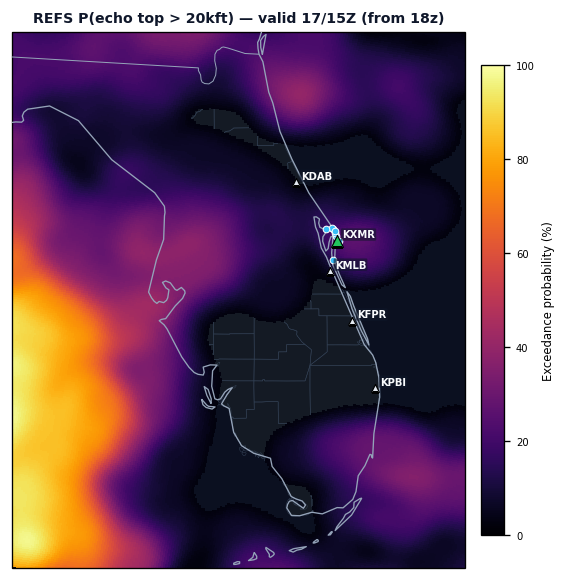 REFS P(echo top > 20kft) — valid 17/15Z (from 18z)
KDAB
KXMR
KMLB
KFPR
KPBI
100
80
60
40
20
0
Exceedance probability (%)